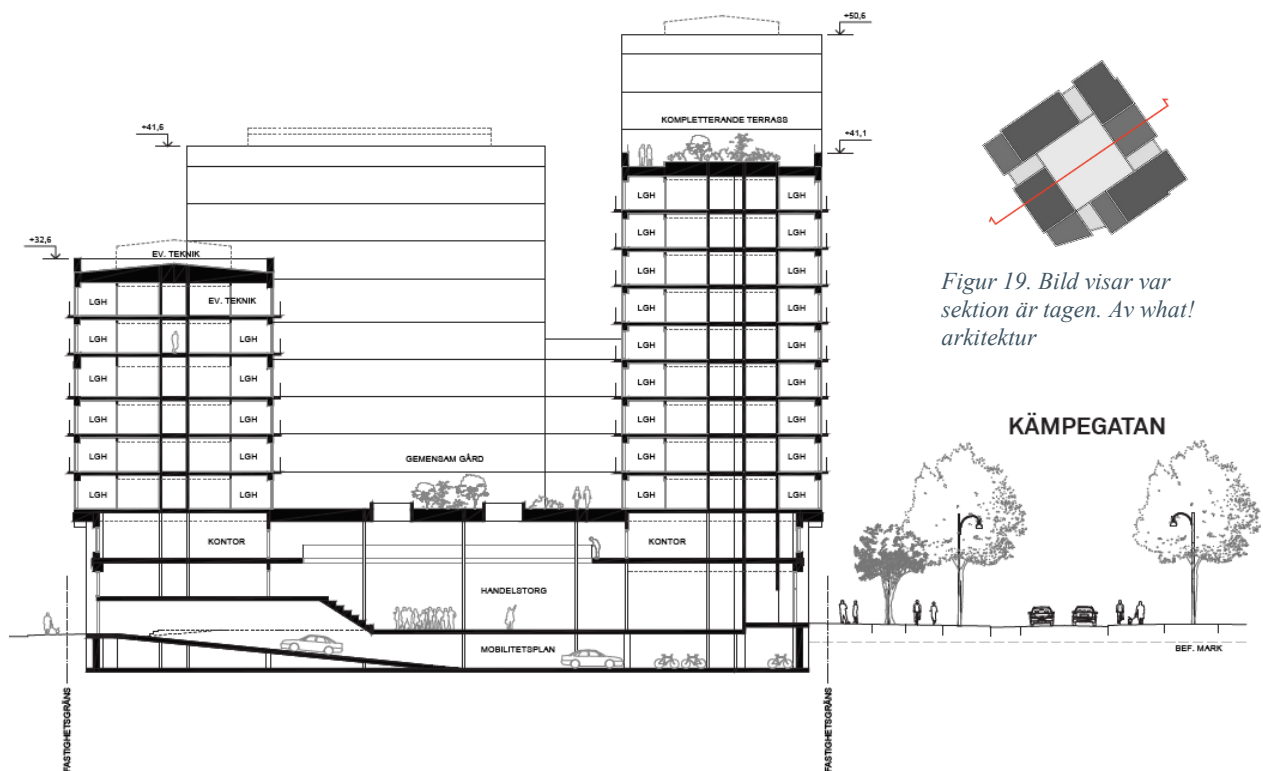 +50,6
KOMPLETTERANDE TERRASS
+41,6
+41,1
LGH LGH
LGH LGH
+32,6
EV. TEKNIK
LGH LGH
LGH EV. TEKNIK
LGH LGH
LGH LGH
LGH LGH
LGH LGH
LGH LGH
LGH LGH
LGH LGH
LGH LGH
GEMENSAM GÅRD
LGH LGH
LGH LGH
LGH LGH
KONTOR
KONTOR
HANDELSTORG
MOBILITETSPLAN
FASTIGHETSGRÄNS
FASTIGHETSGRÄNS
Figur 19. Bild visar var
sektion är tagen. Av what!
arkitektur
KÄMPEGATAN
BEF. MARK